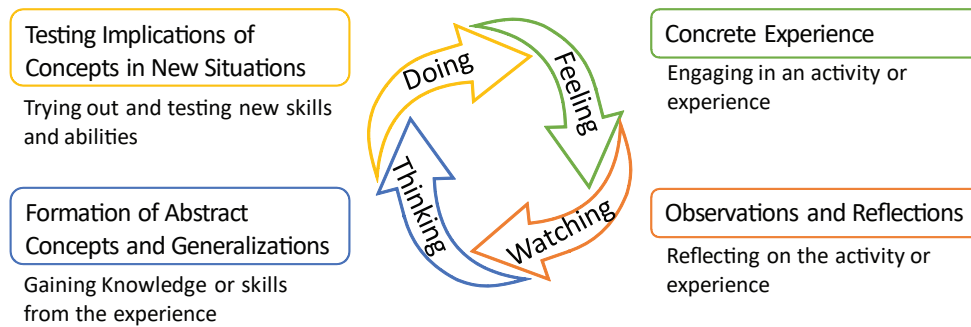 Testing Implications of
Concepts in New Situations
Trying out and testing new skills
and abilities
Doing
Feeling
Concrete Experience
Engaging in an activity or
experience
Formation of Abstract
Concepts and Generalizations
Gaining Knowledge or skills
from the experience
Thinking
Watching
Observations and Reflections
Reflecting on the activity or
experience